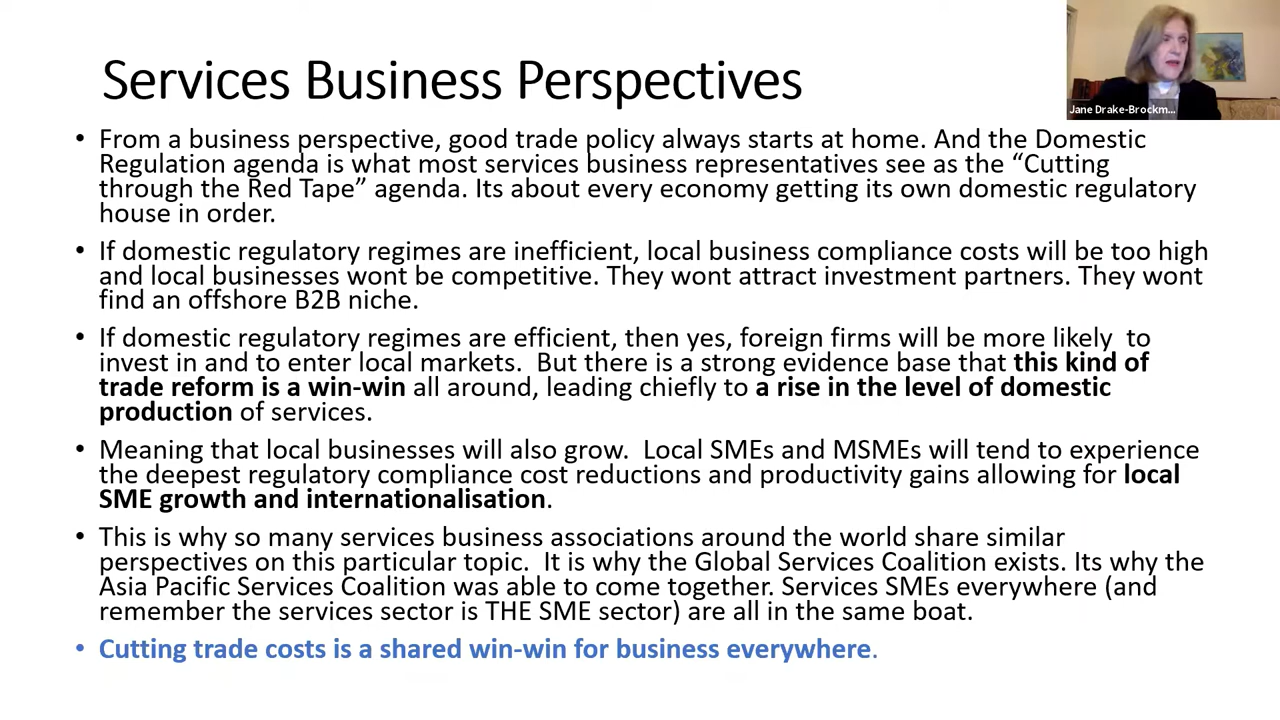 Services Business Perspectives
Jane Drake-Brockm...
• From a business perspective, good trade policy always starts at home. And the Domestic
Regulation agenda is what most services business representatives see as the “Cutting
through the Red Tape” agenda. Its about every economy getting its own domestic regulatory
house in order.
• If domestic regulatory regimes are inefficient, local business compliance costs will be too high
and local businesses wont be competitive. They wont attract investment partners. They wont
find an offshore B2B niche.
• If domestic regulatory regimes are efficient, then yes, foreign firms will be more likely to
invest in and to enter local markets. But there is a strong evidence base that this kind of
trade reform is a win-win all around, leading chiefly to a rise in the level of domestic
production of services.
• Meaning that local businesses will also grow. Local SMEs and MSMEs will tend to experience
the deepest regulatory compliance cost reductions and productivity gains allowing for local
SME growth and internationalisation.
• This is why so many services business associations around the world share similar
perspectives on this particular topic. It is why the Global Services Coalition exists. Its why the
Asia Pacific Services Coalition was able to come together. Services SMEs everywhere (and
remember the services sector is THE SME sector) are all in the same boat.
• Cutting trade costs is a shared win-win for business everywhere.